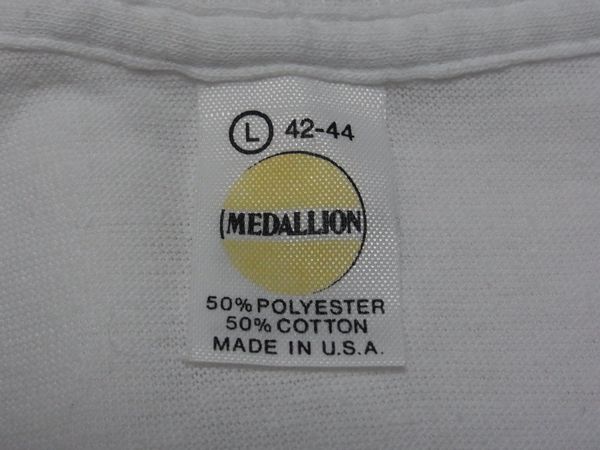 L 42-44
MEDALLION
50% POLYESTER
50% COTTON
MADE IN U.S.A.